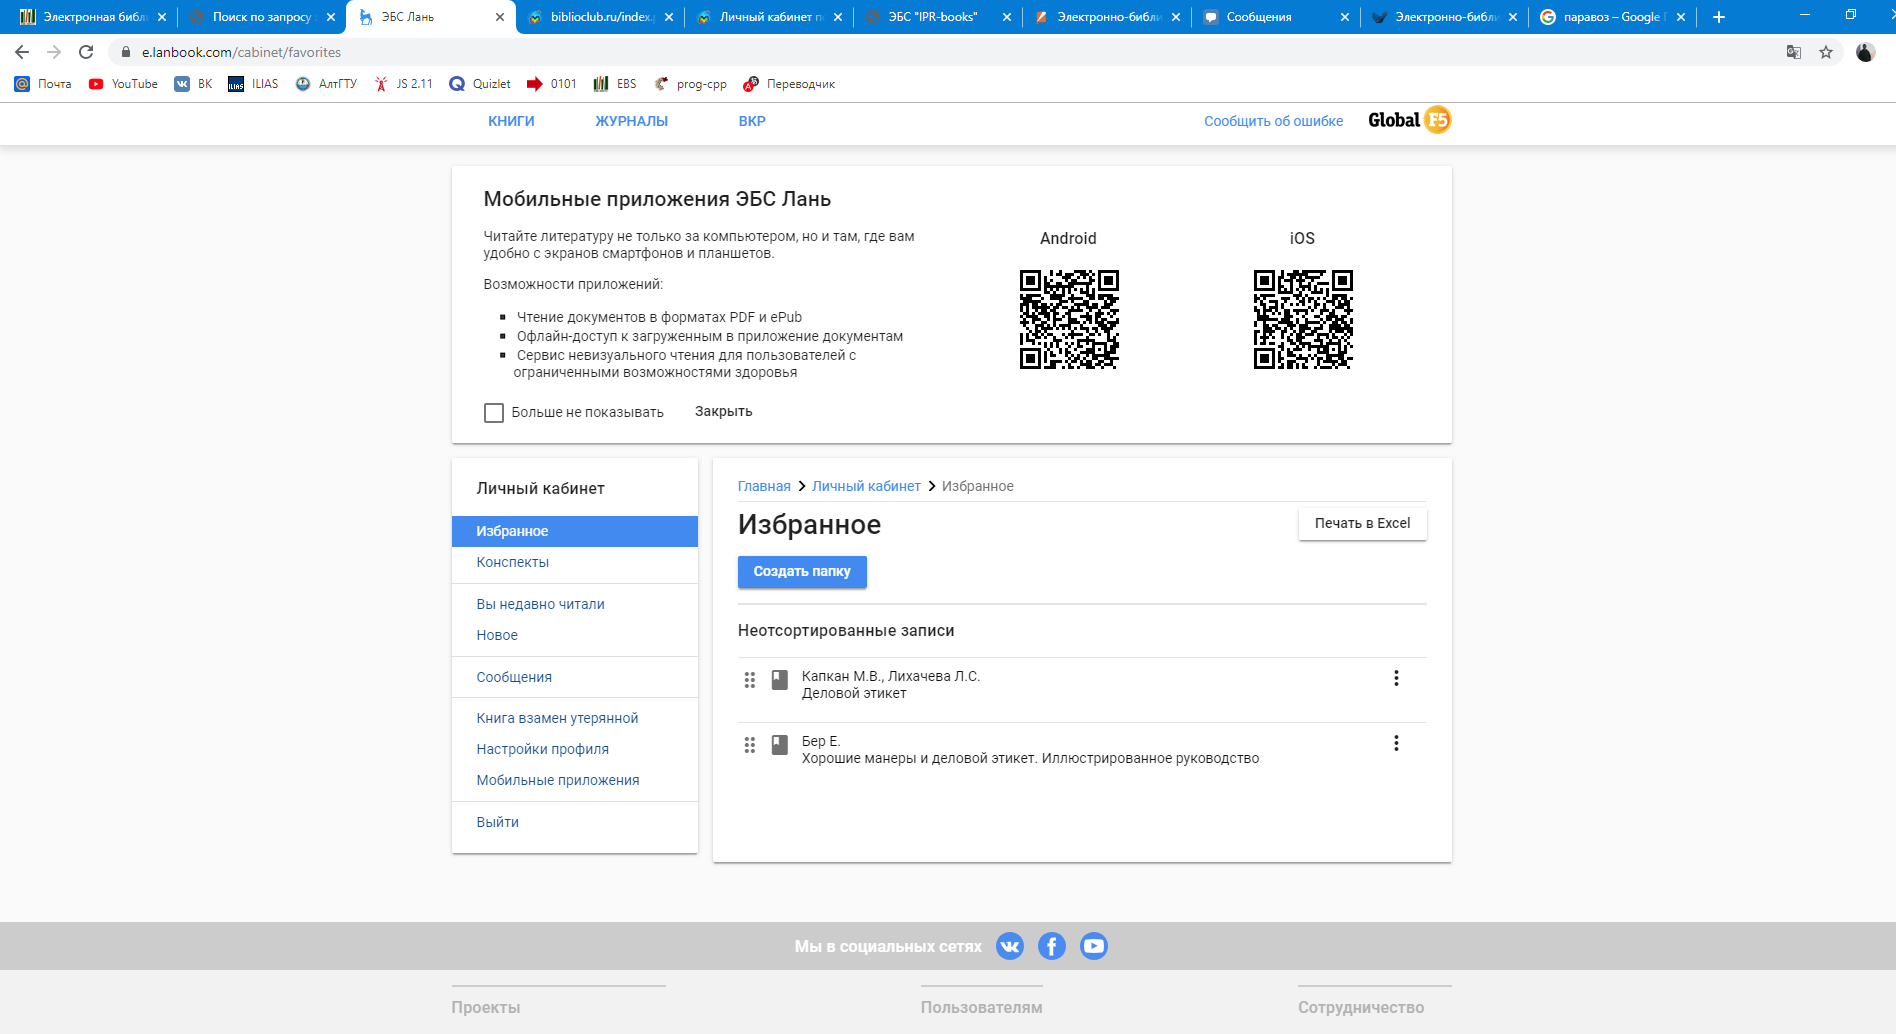 Электронная библи
Поиск по запросу
ЭБС Лань
biblioclub.ru/index.
Личный кабинет п
ЭБС "IPR-books"
Электронно-библи
Сообщения
Электронно-библи
паравоз – Google
e.lanbook.com/cabinet/favorites
Почта
YouTube
ВК
ILIAS
АлтГТУ
JS 2.11
Quizlet
0101
EBS
prog-cpp
Переводчик
КНИГИ
ЖУРНАЛЫ
ВКР
Сообщить об ошибке
Global F5
Мобильные приложения ЭБС Лань
Читайте литературу не только за компьютером, но и там, где вам
удобно с экранов смартфонов и планшетов.
Возможности приложений:
Чтение документов в форматах PDF и ePub
Офлайн-доступ к загруженным в приложение документам
Сервис невизуального чтения для пользователей с
ограниченными возможностями здоровья
Android
iOS
Больше не показывать
Закрыть
Личный кабинет
Избранное
Конспекты
Вы недавно читали
Новое
Сообщения
Книга взамен утерянной
Настройки профиля
Мобильные приложения
Выйти
Главная
Личный кабинет
Избранное
Избранное
Печать в Excel
Создать папку
Неотсортированные записи
Капкан М.В., Лихачева Л.С.
Деловой этикет
Бер Е.
Хорошие манеры и деловой этикет. Иллюстрированное руководство
Мы в социальных сетях
Проекты
Пользователям
Сотрудничество